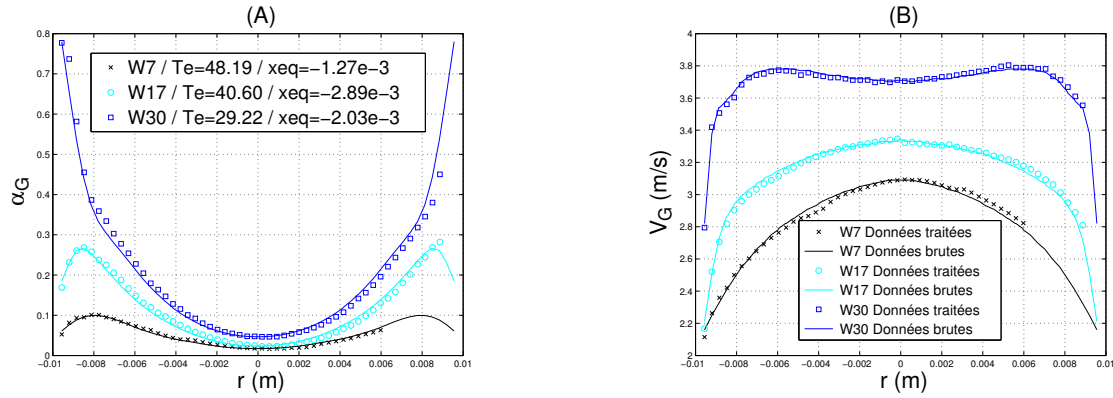 (A)
0.8
0.7
0.6
0.5
0.4
0.3
0.2
0.1
0
α_G
W7 / Te=48.19 / xeq=−1.27e−3
W17 / Te=40.60 / xeq=−2.89e−3
W30 / Te=29.22 / xeq=−2.03e−3
−0.01 −0.008 −0.006 −0.004 −0.002 0 0.002 0.004 0.006 0.008 0.01
r (m)
(B)
4
3.8
3.6
3.4
3.2
3
2.8
2.6
2.4
2.2
2
V_G (m/s)
W7 Données traitées
W7 Données brutes
W17 Données traitées
W17 Données brutes
W30 Données traitées
W30 Données brutes
−0.01 −0.008 −0.006 −0.004 −0.002 0 0.002 0.004 0.006 0.008 0.01
r (m)